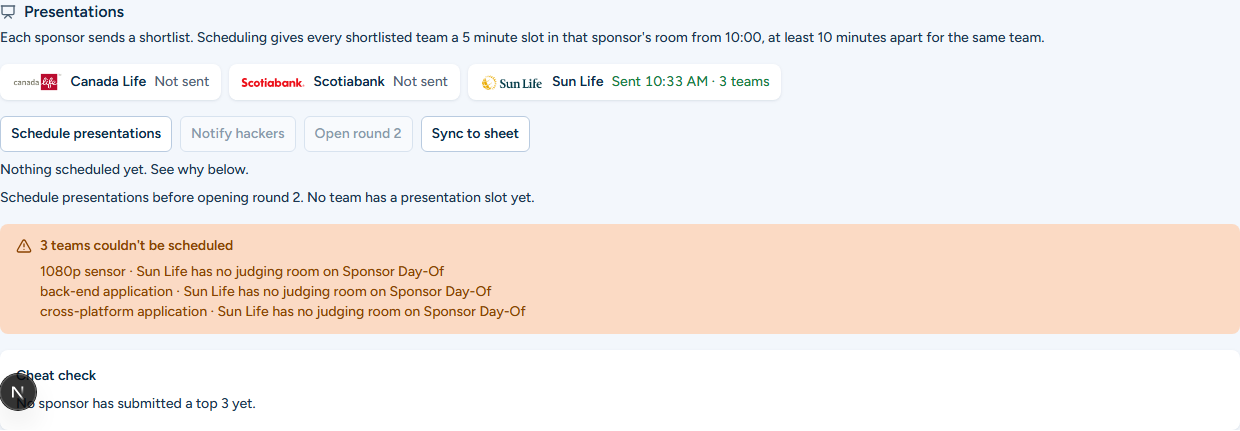 Presentations
Each sponsor sends a shortlist. Scheduling gives every shortlisted team a 5 minute slot in that sponsor's room from 10:00, at least 10 minutes apart for the same team.
canada life Canada Life Not sent Scotiabank. Scotiabank Not sent Sun Life Sun Life Sent 10:33 AM · 3 teams
Schedule presentations Notify hackers Open round 2 Sync to sheet
Nothing scheduled yet. See why below.
Schedule presentations before opening round 2. No team has a presentation slot yet.
3 teams couldn't be scheduled
1080p sensor · Sun Life has no judging room on Sponsor Day-Of
back-end application · Sun Life has no judging room on Sponsor Day-Of
cross-platform application · Sun Life has no judging room on Sponsor Day-Of
Cheat check
N
No sponsor has submitted a top 3 yet.